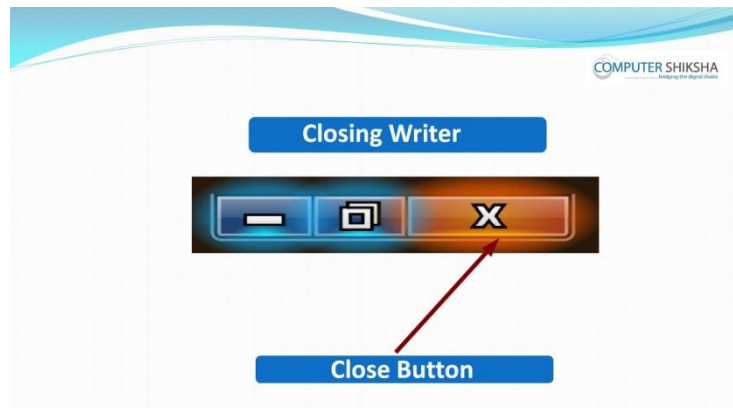 COMPUTER SHIKSHA
bridging the digital divide
Closing Writer
X
Close Button